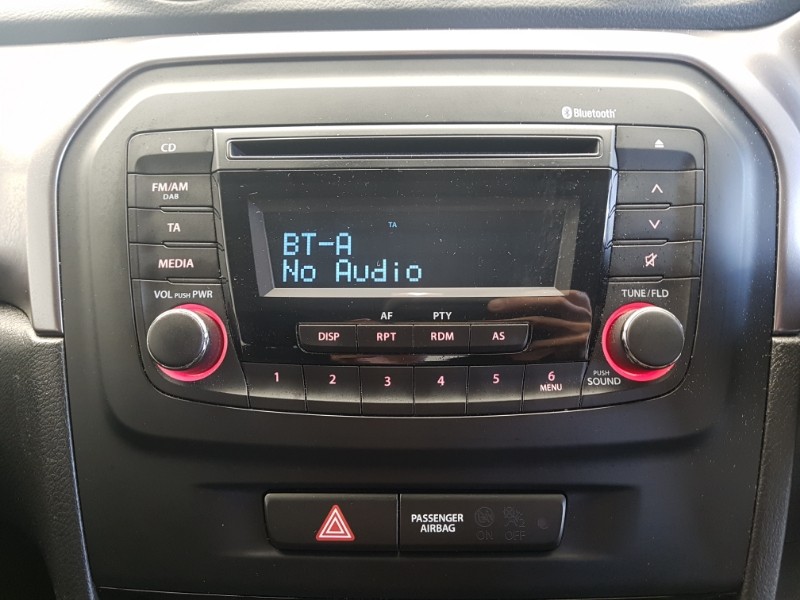 Bluetooth
CD
FM/AM
DAB
TA
MEDIA
TA
BT-A
No Audio
VOL PUSH PWR
TUNE/FLD
AF PTY
DISP RPT RDM AS
1 2 3 4 5 6
MENU
PUSH
SOUND
PASSENGER
AIRBAG
ON OFF